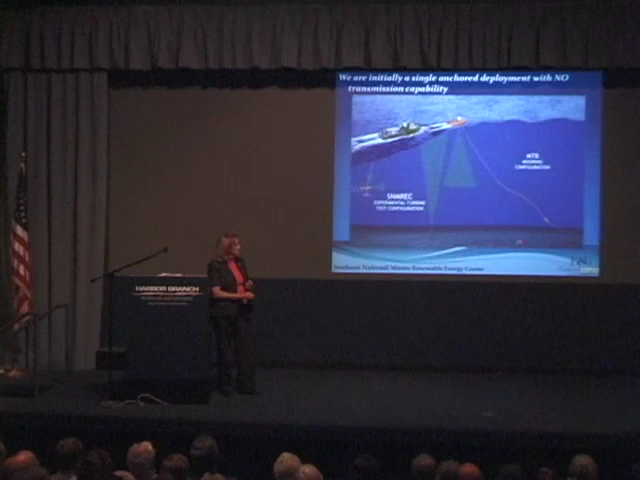 We are initially a single anchored deployment with NO
transmission capability
MTS
MOORING
CONFIGURATION
SNMREC
EXPERIMENTAL TURBINE
TEST CONFIGURATION
Southeast National Marine Renewable Energy Center
FAU
HARBOR BRANCH